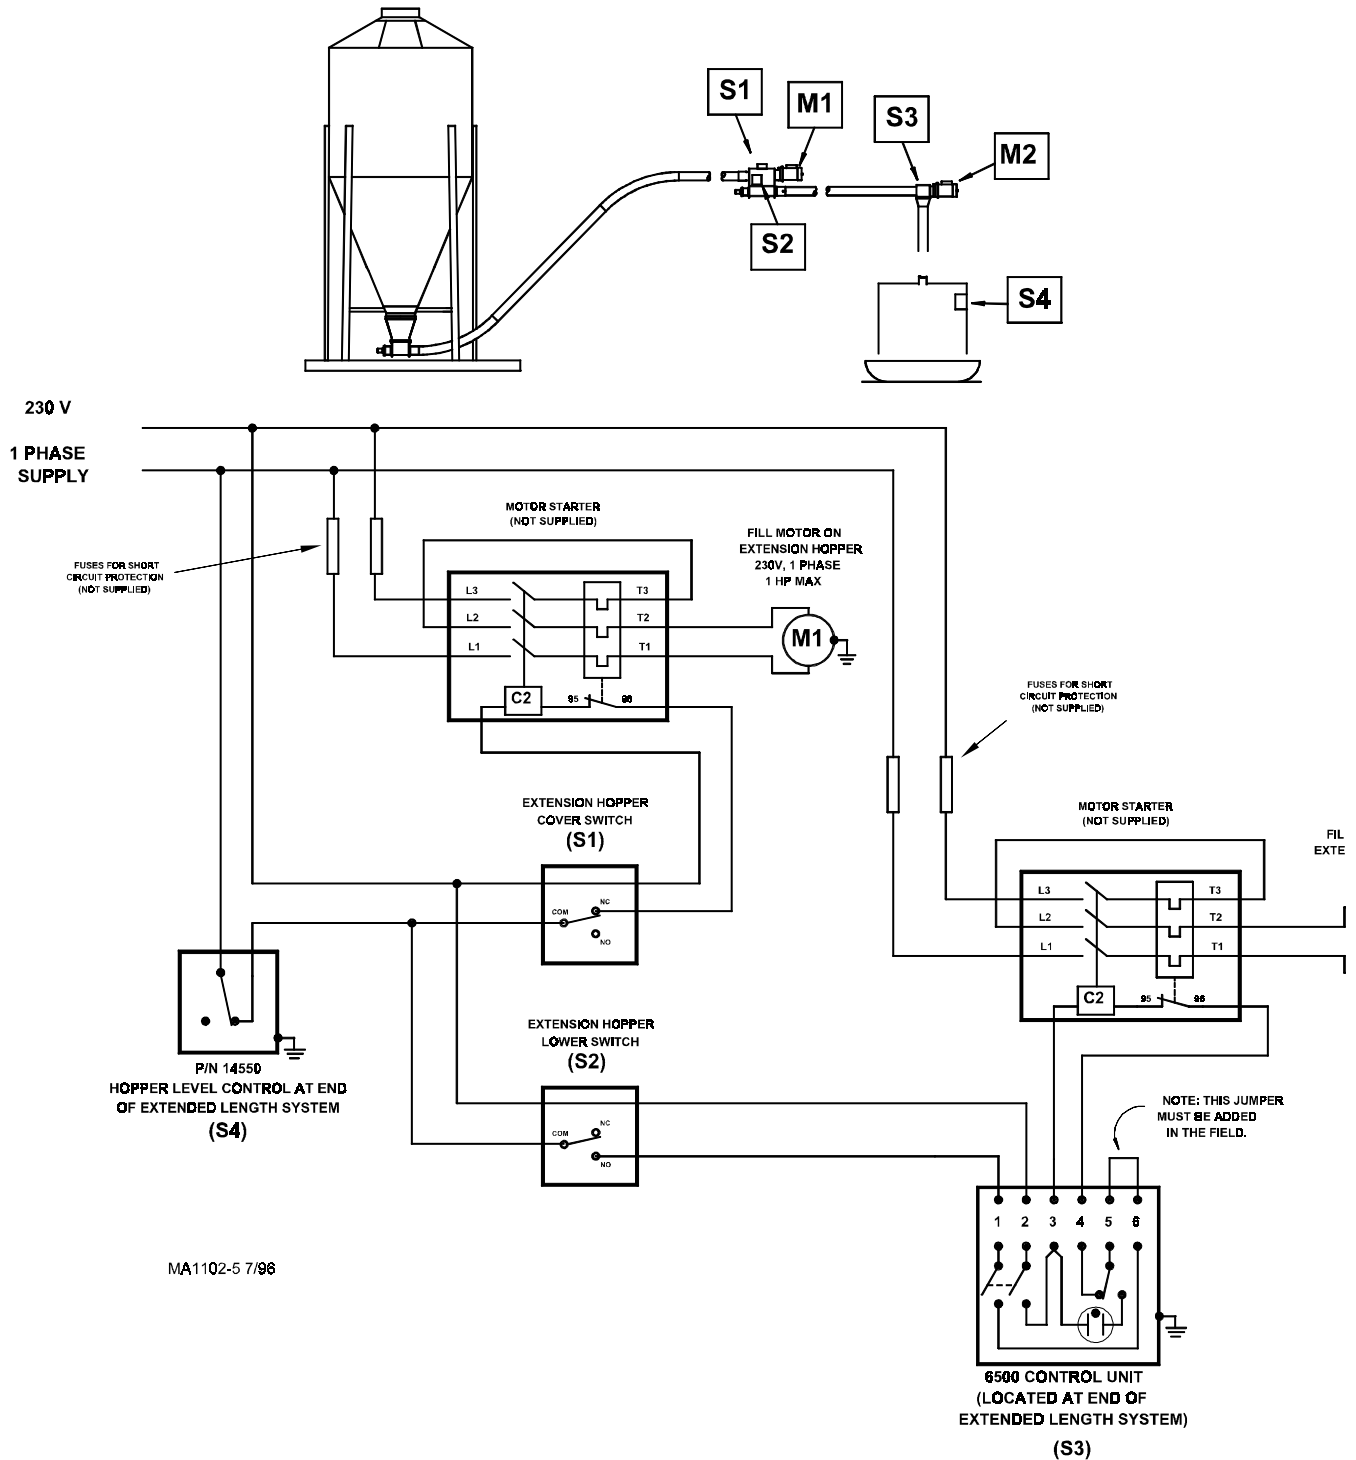 S1
M1
S3
M2
S2
S4
230 V
1 PHASE
SUPPLY
MOTOR STARTER
(NOT SUPPLIED)
FILL MOTOR ON
EXTENSION HOPPER
230V, 1 PHASE
1 HP MAX
FUSES FOR SHORT
CIRCUIT PROTECTION
(NOT SUPPLIED)
L3
T3
L2
T2
L1
T1
M1
C2
95
96
FUSES FOR SHORT
CIRCUIT PROTECTION
(NOT SUPPLIED)
EXTENSION HOPPER
COVER SWITCH
(S1)
MOTOR STARTER
(NOT SUPPLIED)
FIL
EXTE
COM
NC
NO
L3
T3
L2
T2
L1
T1
C2
95
96
P/N 14550
HOPPER LEVEL CONTROL AT END
OF EXTENDED LENGTH SYSTEM
(S4)
EXTENSION HOPPER
LOWER SWITCH
(S2)
COM
NC
NO
NOTE: THIS JUMPER
MUST BE ADDED
IN THE FIELD.
1 2 3 4 5 6
MA1102-5 7/96
6500 CONTROL UNIT
(LOCATED AT END OF
EXTENDED LENGTH SYSTEM)
(S3)